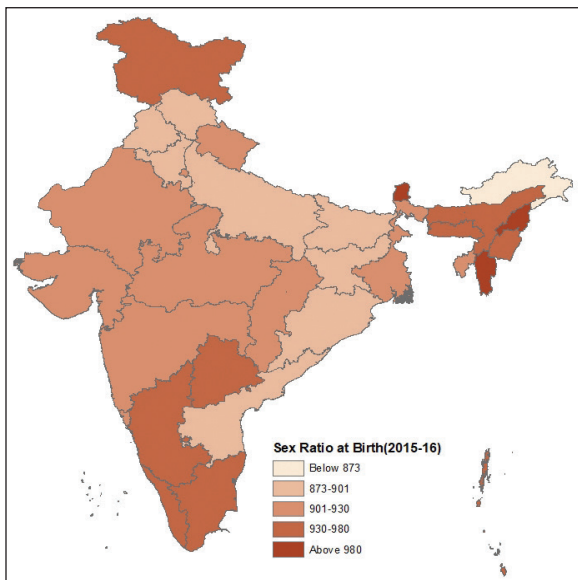 Sex Ratio at Birth(2015-16)
Below 873
873-901
901-930
930-980
Above 980